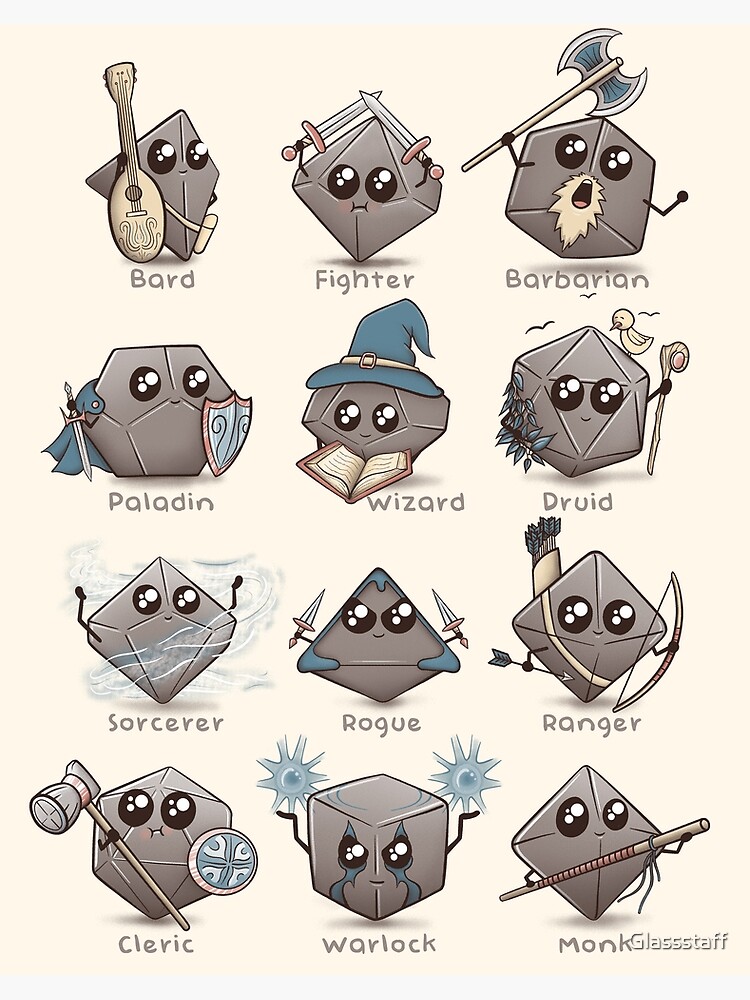 Bard Fighter Barbarian
Paladin Wizard Druid
Sorcerer Rogue Ranger
Cleric Warlock Monk
Glassstaff